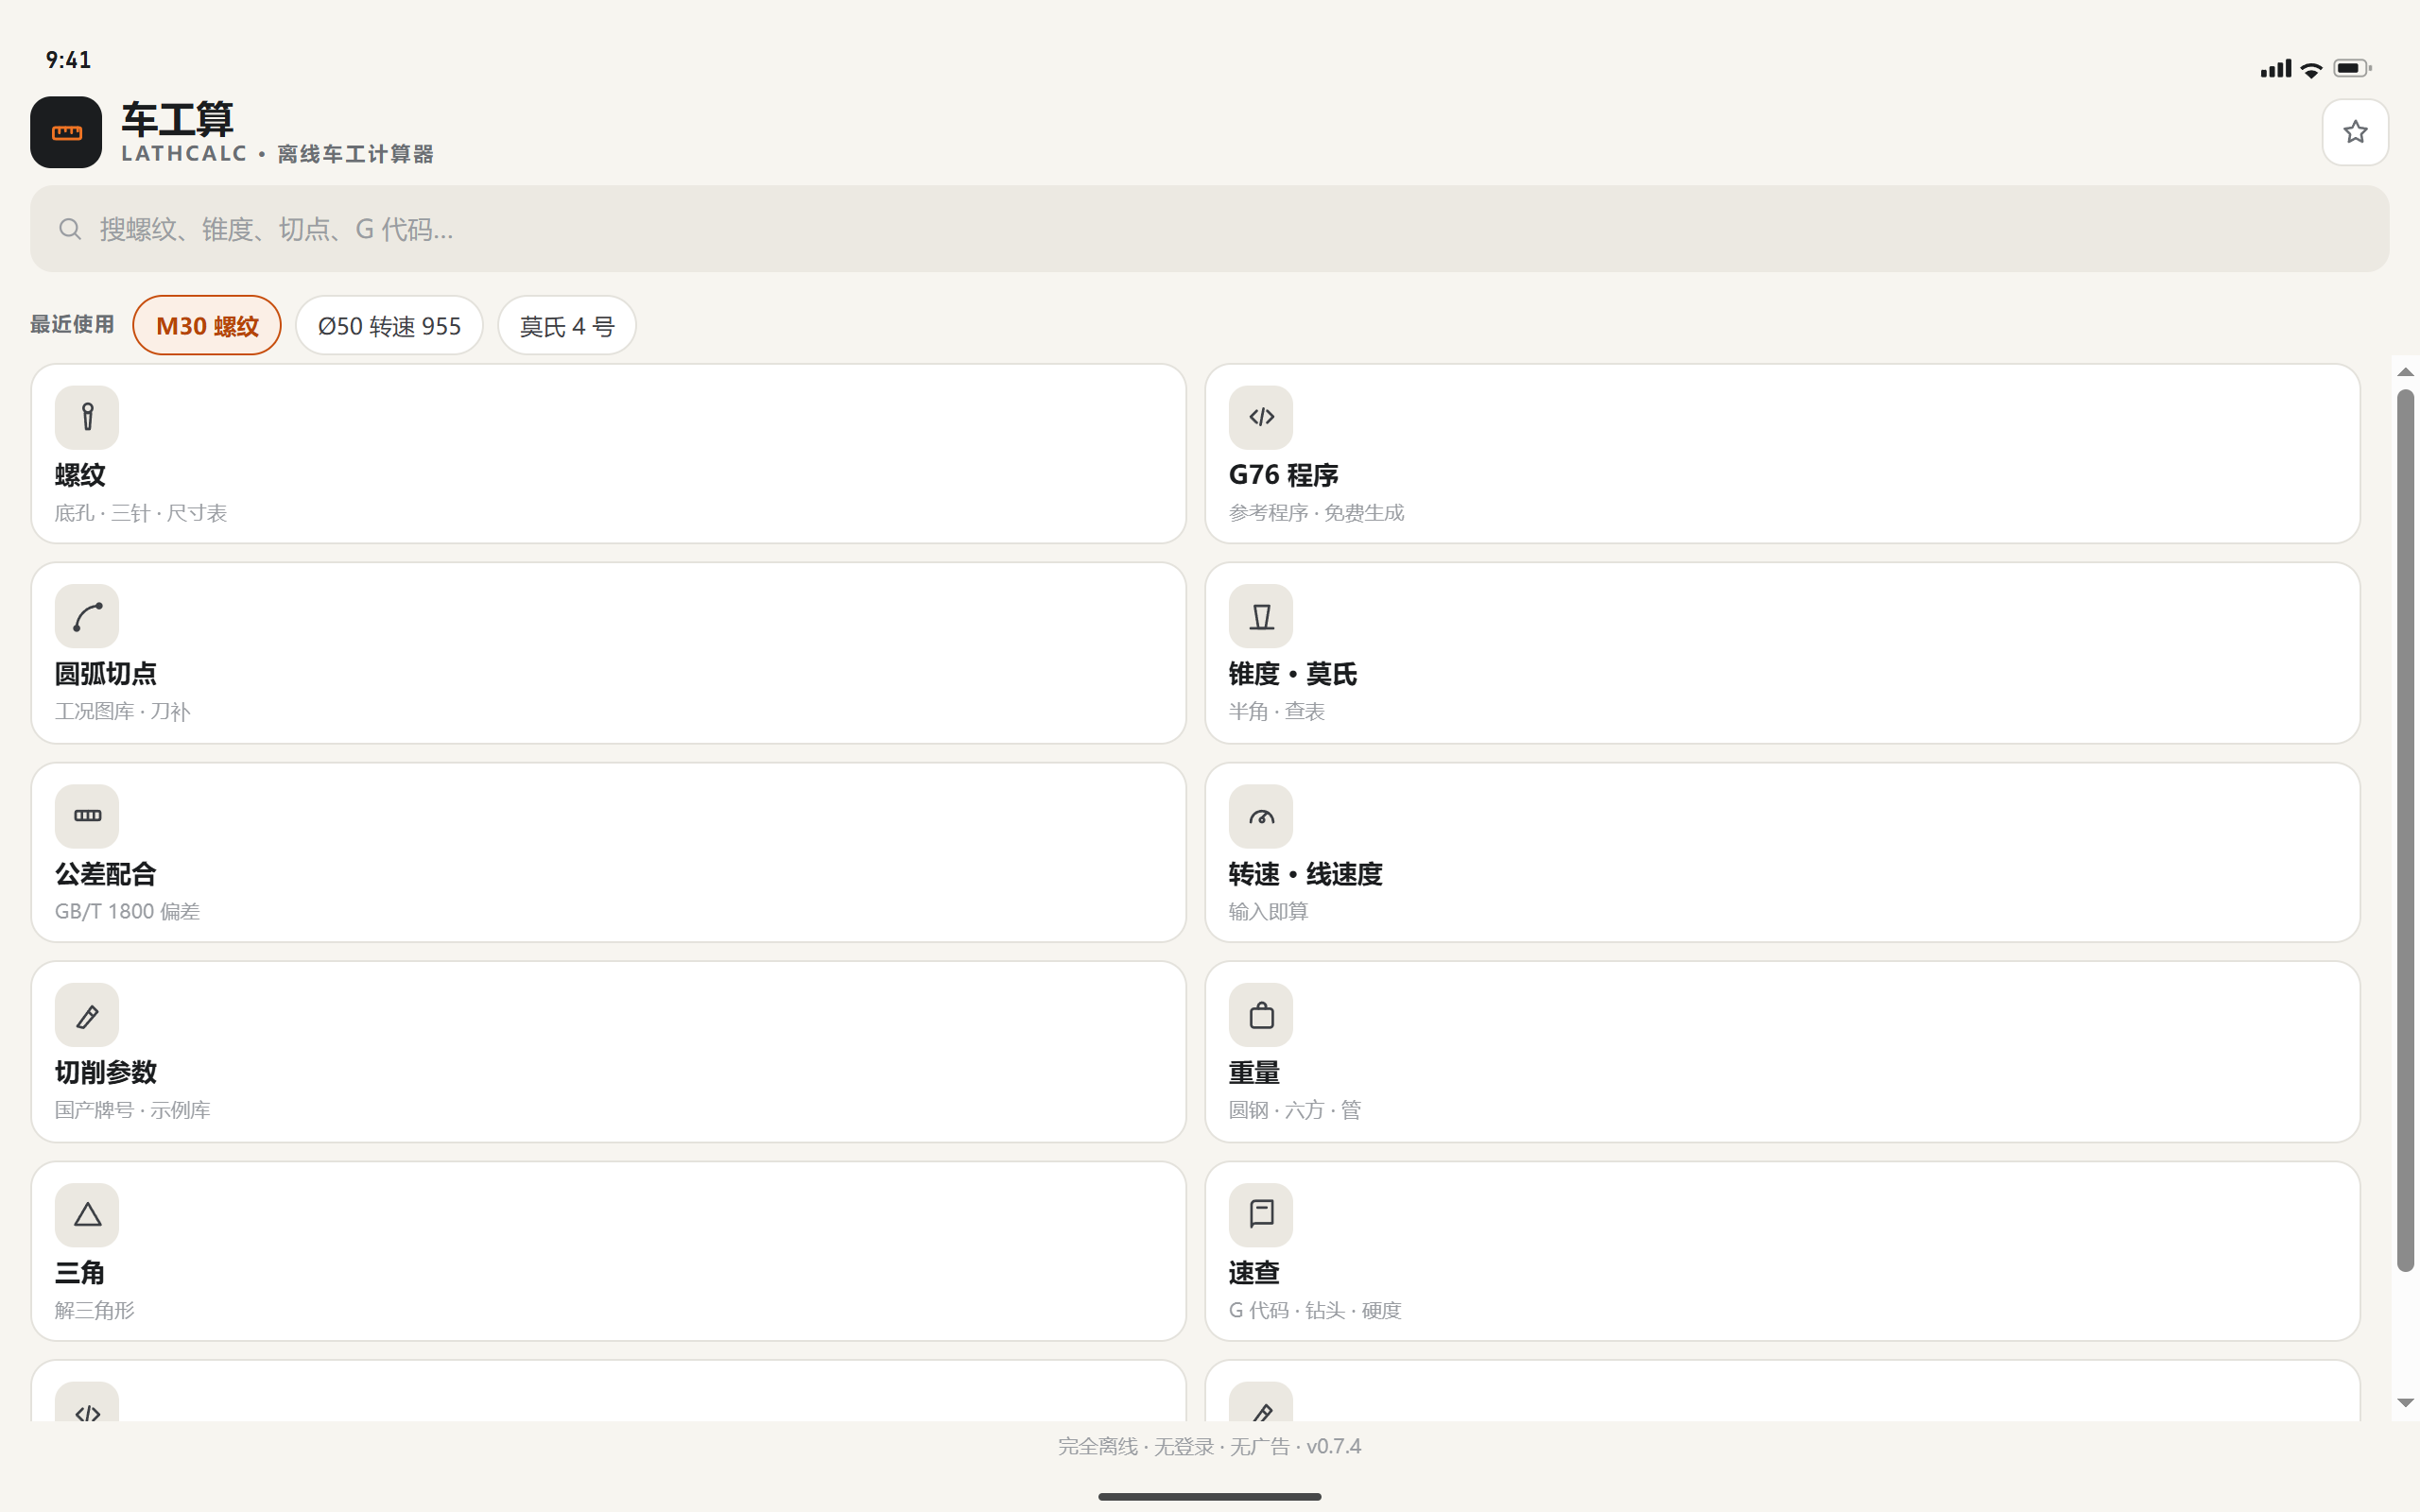 9:41
车工算
LATHCALC • 离线车工计算器
搜螺纹、锥度、切点、G 代码...
最近使用
M30 螺纹
Ø50 转速 955
莫氏 4 号
螺纹
底孔 · 三针 · 尺寸表
G76 程序
参考程序 · 免费生成
圆弧切点
工况图库 · 刀补
锥度 • 莫氏
半角 · 查表
公差配合
GB/T 1800 偏差
转速 • 线速度
输入即算
切削参数
国产牌号 · 示例库
重量
圆钢 · 六方 · 管
三角
解三角形
速查
G 代码 · 钻头 · 硬度
完全离线 · 无登录 · 无广告 · v0.7.4